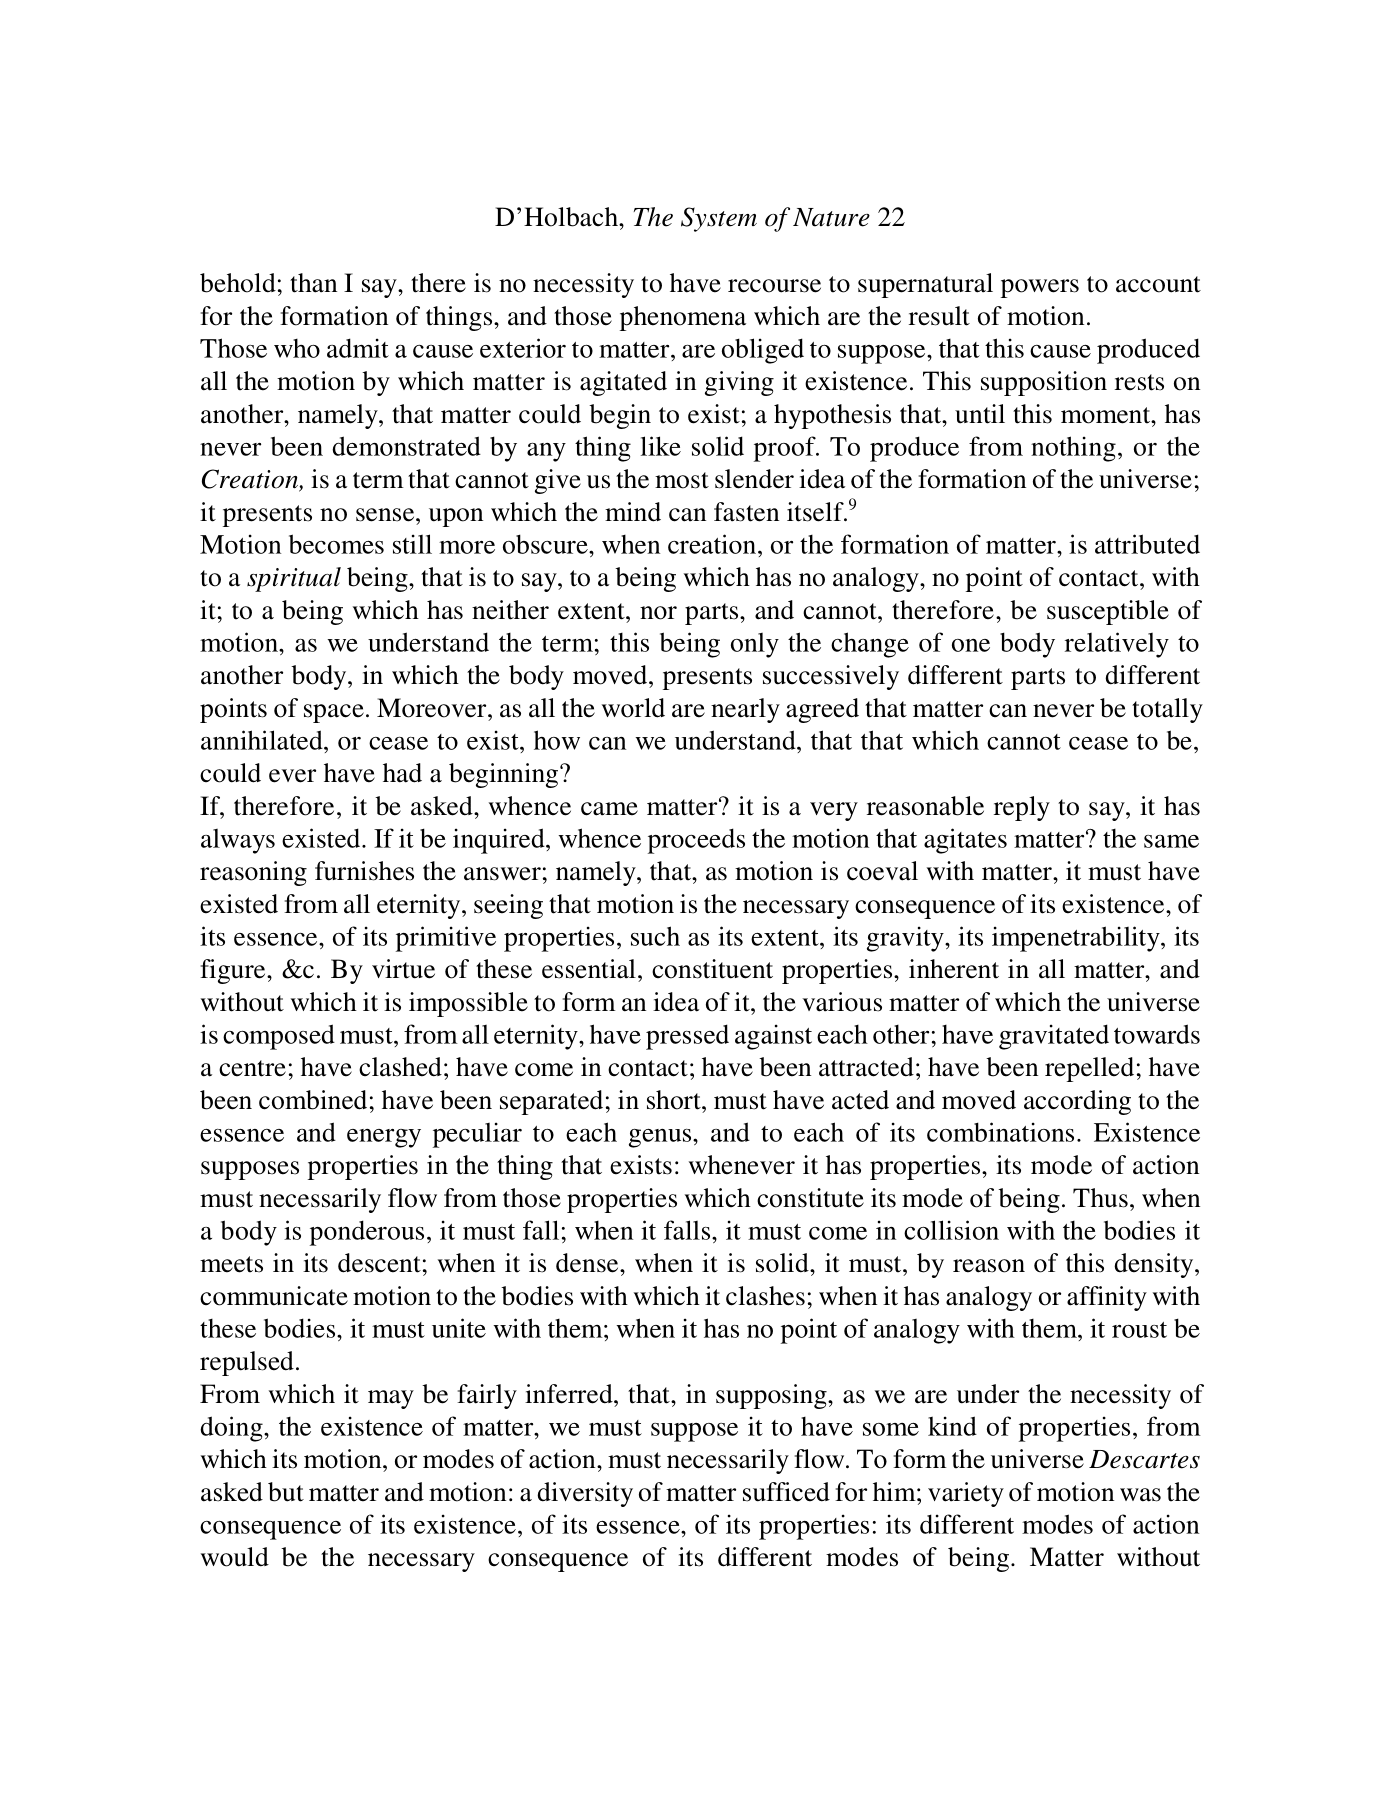 D’Holbach, The System of Nature 22
behold; than I say, there is no necessity to have recourse to supernatural powers to account
for the formation of things, and those phenomena which are the result of motion.
Those who admit a cause exterior to matter, are obliged to suppose, that this cause produced
all the motion by which matter is agitated in giving it existence. This supposition rests on
another, namely, that matter could begin to exist; a hypothesis that, until this moment, has
never been demonstrated by any thing like solid proof. To produce from nothing, or the
Creation, is a term that cannot give us the most slender idea of the formation of the universe;
it presents no sense, upon which the mind can fasten itself.⁹
Motion becomes still more obscure, when creation, or the formation of matter, is attributed
to a spiritual being, that is to say, to a being which has no analogy, no point of contact, with
it; to a being which has neither extent, nor parts, and cannot, therefore, be susceptible of
motion, as we understand the term; this being only the change of one body relatively to
another body, in which the body moved, presents successively different parts to different
points of space. Moreover, as all the world are nearly agreed that matter can never be totally
annihilated, or cease to exist, how can we understand, that that which cannot cease to be,
could ever have had a beginning?
If, therefore, it be asked, whence came matter? it is a very reasonable reply to say, it has
always existed. If it be inquired, whence proceeds the motion that agitates matter? the same
reasoning furnishes the answer; namely, that, as motion is coeval with matter, it must have
existed from all eternity, seeing that motion is the necessary consequence of its existence, of
its essence, of its primitive properties, such as its extent, its gravity, its impenetrability, its
figure, &c. By virtue of these essential, constituent properties, inherent in all matter, and
without which it is impossible to form an idea of it, the various matter of which the universe
is composed must, from all eternity, have pressed against each other; have gravitated towards
a centre; have clashed; have come in contact; have been attracted; have been repelled; have
been combined; have been separated; in short, must have acted and moved according to the
essence and energy peculiar to each genus, and to each of its combinations. Existence
supposes properties in the thing that exists: whenever it has properties, its mode of action
must necessarily flow from those properties which constitute its mode of being. Thus, when
a body is ponderous, it must fall; when it falls, it must come in collision with the bodies it
meets in its descent; when it is dense, when it is solid, it must, by reason of this density,
communicate motion to the bodies with which it clashes; when it has analogy or affinity with
these bodies, it must unite with them; when it has no point of analogy with them, it roust be
repulsed.
From which it may be fairly inferred, that, in supposing, as we are under the necessity of
doing, the existence of matter, we must suppose it to have some kind of properties, from
which its motion, or modes of action, must necessarily flow. To form the universe Descartes
asked but matter and motion: a diversity of matter sufficed for him; variety of motion was the
consequence of its existence, of its essence, of its properties: its different modes of action
would be the necessary consequence of its different modes of being. Matter without